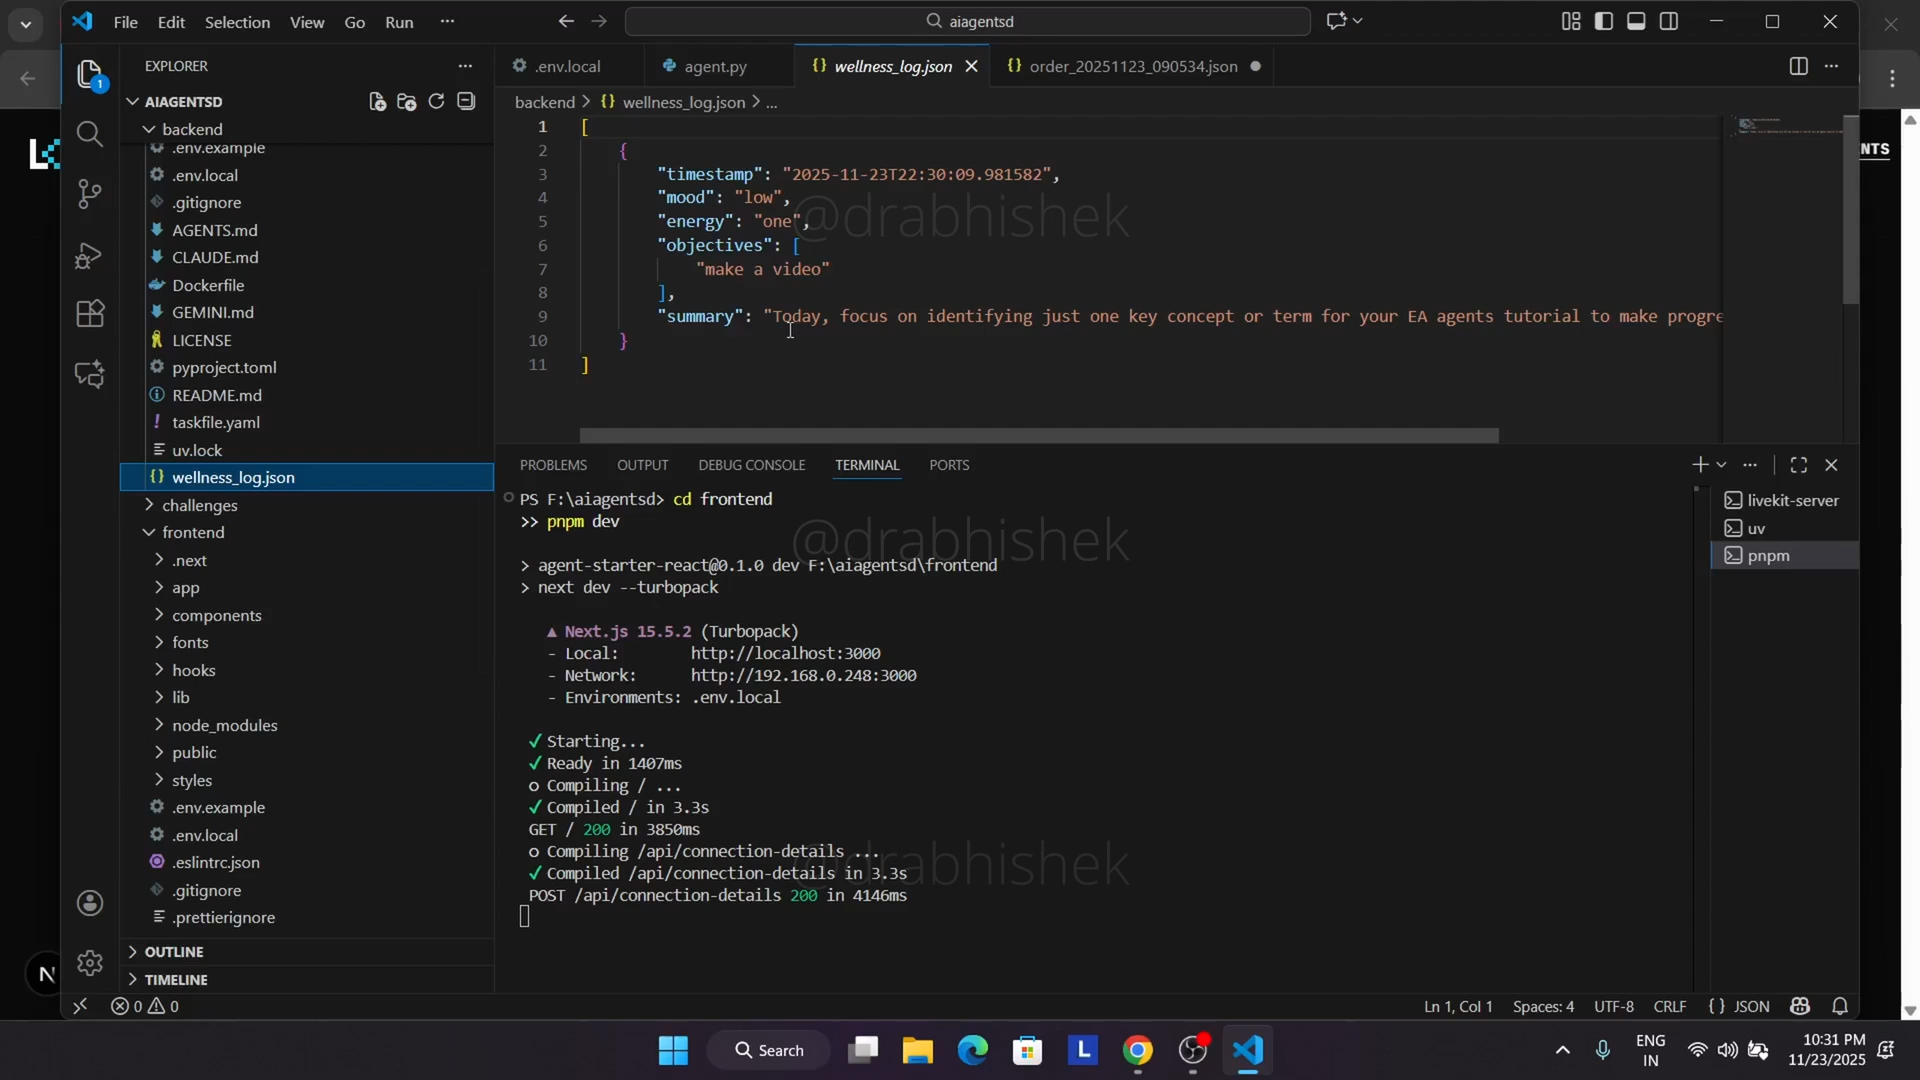 File Edit Selection View Go Run ...
aiagentsd
EXPLORER
AIAGENTSD
backend
.env.example
.env.local
.gitignore
AGENTS.md
CLAUDE.md
Dockerfile
GEMINI.md
LICENSE
pyproject.toml
README.md
taskfile.yaml
uv.lock
wellness_log.json
challenges
frontend
.next
app
components
fonts
hooks
lib
node_modules
public
styles
.env.example
.env.local
.eslintrc.json
.gitignore
.prettierignore
OUTLINE
TIMELINE
1
.env.local agent.py wellness_log.json order_20251123_090534.json
backend > {} wellness_log.json > ...
1 [
2 {
3 "timestamp": "2025-11-23T22:30:09.981582",
4 "mood": "low",
5 "energy": "one",
6 "objectives": [
7 "make a video"
8 ],
9 "summary": "Today, focus on identifying just one key concept or term for your EA agents tutorial to make progre
10 }
11 ]
@drabhishek
PROBLEMS OUTPUT DEBUG CONSOLE TERMINAL PORTS
PS F:\aiagentsd> cd frontend
>> pnpm dev
@drabhishek
> agent-starter-react@0.1.0 dev F:\aiagentsd\frontend
> next dev --turbopack
▲ Next.js 15.5.2 (Turbopack)
- Local: http://localhost:3000
- Network: http://192.168.0.248:3000
- Environments: .env.local
✓ Starting...
✓ Ready in 1407ms
○ Compiling / ...
✓ Compiled / in 3.3s
GET / 200 in 3850ms
○ Compiling /api/connection-details ...
✓ Compiled /api/connection-details in 3.3s
POST /api/connection-details 200 in 4146ms
@drabhishek
livekit-server
uv
pnpm
NTS
N
0 0
Ln 1, Col 1 Spaces: 4 UTF-8 CRLF {} JSON
Search
L
ENG
IN
10:31 PM
11/23/2025